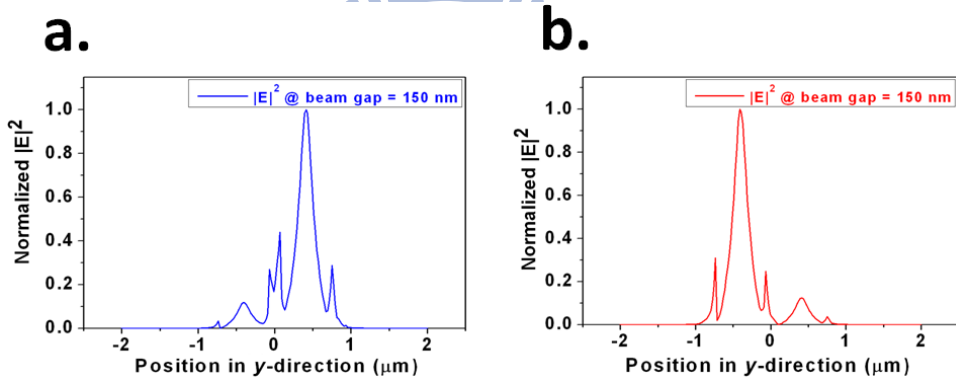 a.
|E|² @ beam gap = 150 nm
Normalized |E|²
1.0
0.8
0.6
0.4
0.2
0.0
-2 -1 0 1 2
Position in y-direction (μm)
b.
|E|² @ beam gap = 150 nm
Normalized |E|²
1.0
0.8
0.6
0.4
0.2
0.0
-2 -1 0 1 2
Position in y-direction (μm)